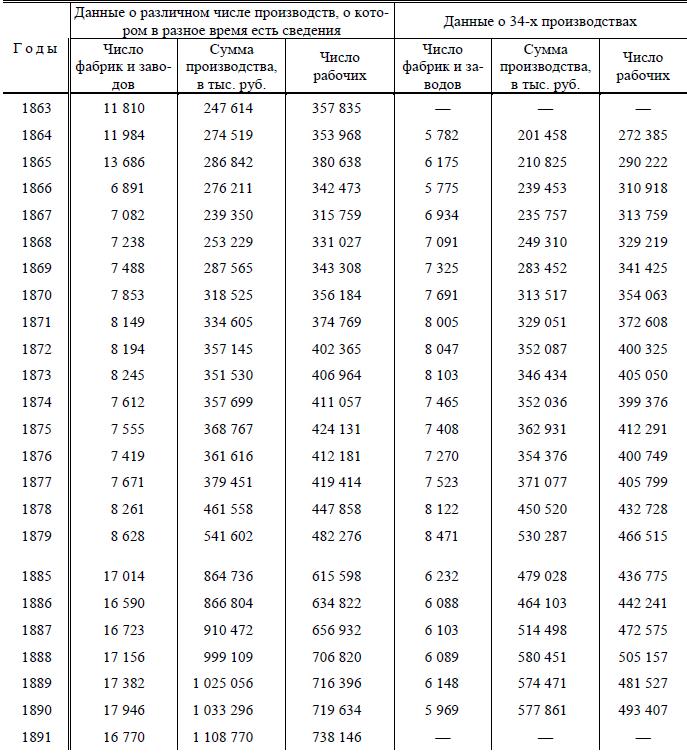 Годы
Данные о различном числе производств, о кото-
ром в разное время есть сведения
Данные о 34-х производствах
Число
фабрик и заво-
дов
Сумма
производства,
в тыс. руб.
Число
рабочих
Число
фабрик и за-
водов
Сумма
производства,
в тыс. руб.
Число
рабочих
1863 11 810 247 614 357 835 — — —
1864 11 984 274 519 353 968 5 782 201 458 272 385
1865 13 686 286 842 380 638 6 175 210 825 290 222
1866 6 891 276 211 342 473 5 775 239 453 310 918
1867 7 082 239 350 315 759 6 934 235 757 313 759
1868 7 238 253 229 331 027 7 091 249 310 329 219
1869 7 488 287 565 343 308 7 325 283 452 341 425
1870 7 853 318 525 356 184 7 691 313 517 354 063
1871 8 149 334 605 374 769 8 005 329 051 372 608
1872 8 194 357 145 402 365 8 047 352 087 400 325
1873 8 245 351 530 406 964 8 103 346 434 405 050
1874 7 612 357 699 411 057 7 465 352 036 399 376
1875 7 555 368 767 424 131 7 408 362 931 412 291
1876 7 419 361 616 412 181 7 270 354 376 400 749
1877 7 671 379 451 419 414 7 523 371 077 405 799
1878 8 261 461 558 447 858 8 122 450 520 432 728
1879 8 628 541 602 482 276 8 471 530 287 466 515
1885 17 014 864 736 615 598 6 232 479 028 436 775
1886 16 590 866 804 634 822 6 088 464 103 442 241
1887 16 723 910 472 656 932 6 103 514 498 472 575
1888 17 156 999 109 706 820 6 089 580 451 505 157
1889 17 382 1 025 056 716 396 6 148 574 471 481 527
1890 17 946 1 033 296 719 634 5 969 577 861 493 407
1891 16 770 1 108 770 738 146 — — —